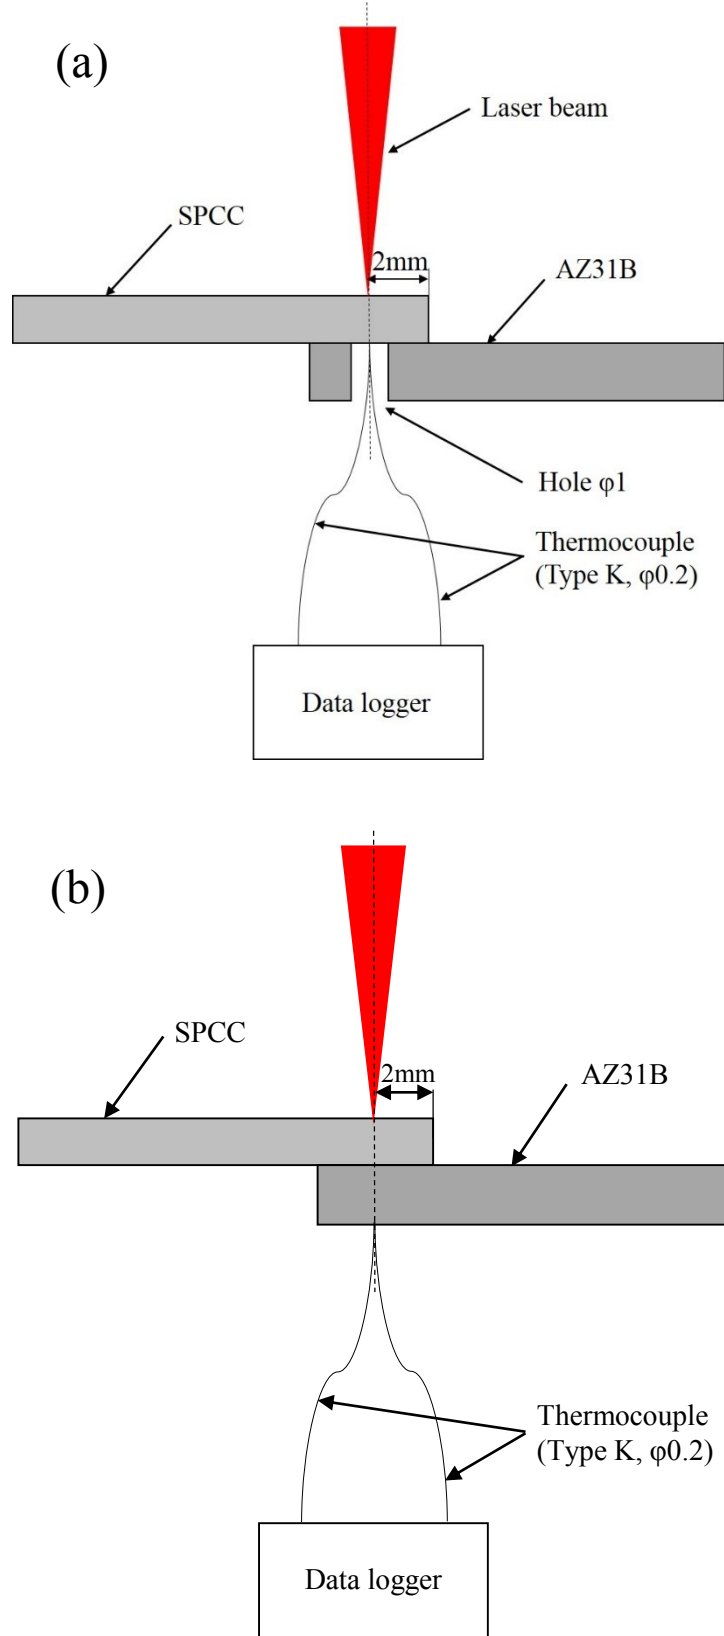 (a)
Laser beam
SPCC
2mm
AZ31B
Hole φ1
Thermocouple
(Type K, φ0.2)
Data logger
(b)
SPCC
2mm
AZ31B
Thermocouple
(Type K, φ0.2)
Data logger